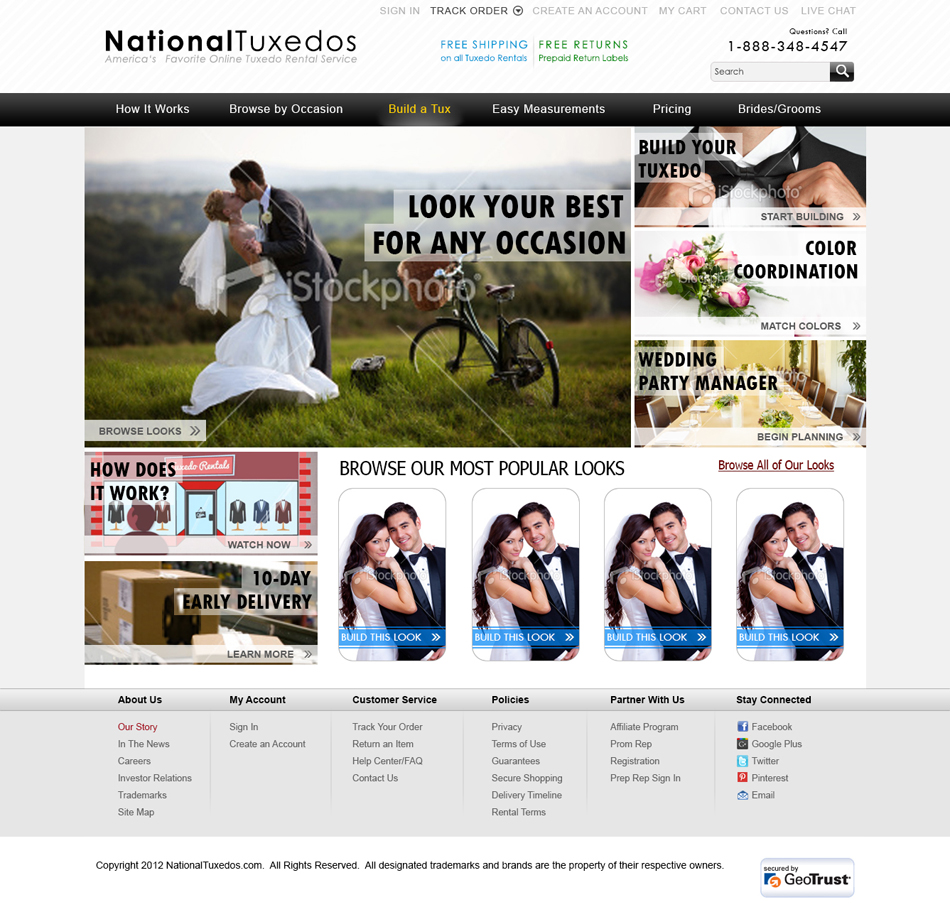 SIGN IN TRACK ORDER CREATE AN ACCOUNT MY CART CONTACT US LIVE CHAT
NationalTuxedos
America's Favorite Online Tuxedo Rental Service
FREE SHIPPING
on all Tuxedo Rentals
FREE RETURNS
Prepaid Return Labels
Questions? Call
1-888-348-4547
Search
How It Works Browse by Occasion Build a Tux Easy Measurements Pricing Brides/Grooms
LOOK YOUR BEST
FOR ANY OCCASION
iStockphoto
BROWSE LOOKS
BUILD YOUR
TUXEDO
iStockphoto
START BUILDING
COLOR
COORDINATION
MATCH COLORS
WEDDING
PARTY MANAGER
BEGIN PLANNING
Tuxedo Rentals
HOW DOES
IT WORK?
WATCH NOW
10-DAY
EARLY DELIVERY
LEARN MORE
BROWSE OUR MOST POPULAR LOOKS
Browse All of Our Looks
iStockphoto iStockphoto iStockphoto iStockphoto
BUILD THIS LOOK BUILD THIS LOOK BUILD THIS LOOK BUILD THIS LOOK
About Us
Our Story
In The News
Careers
Investor Relations
Trademarks
Site Map
My Account
Sign In
Create an Account
Customer Service
Track Your Order
Return an Item
Help Center/FAQ
Contact Us
Policies
Privacy
Terms of Use
Guarantees
Secure Shopping
Delivery Timeline
Rental Terms
Partner With Us
Affiliate Program
Prom Rep
Registration
Prep Rep Sign In
Stay Connected
Facebook
Google Plus
Twitter
Pinterest
Email
Copyright 2012 NationalTuxedos.com. All Rights Reserved. All designated trademarks and brands are the property of their respective owners.
secured by
GeoTrust